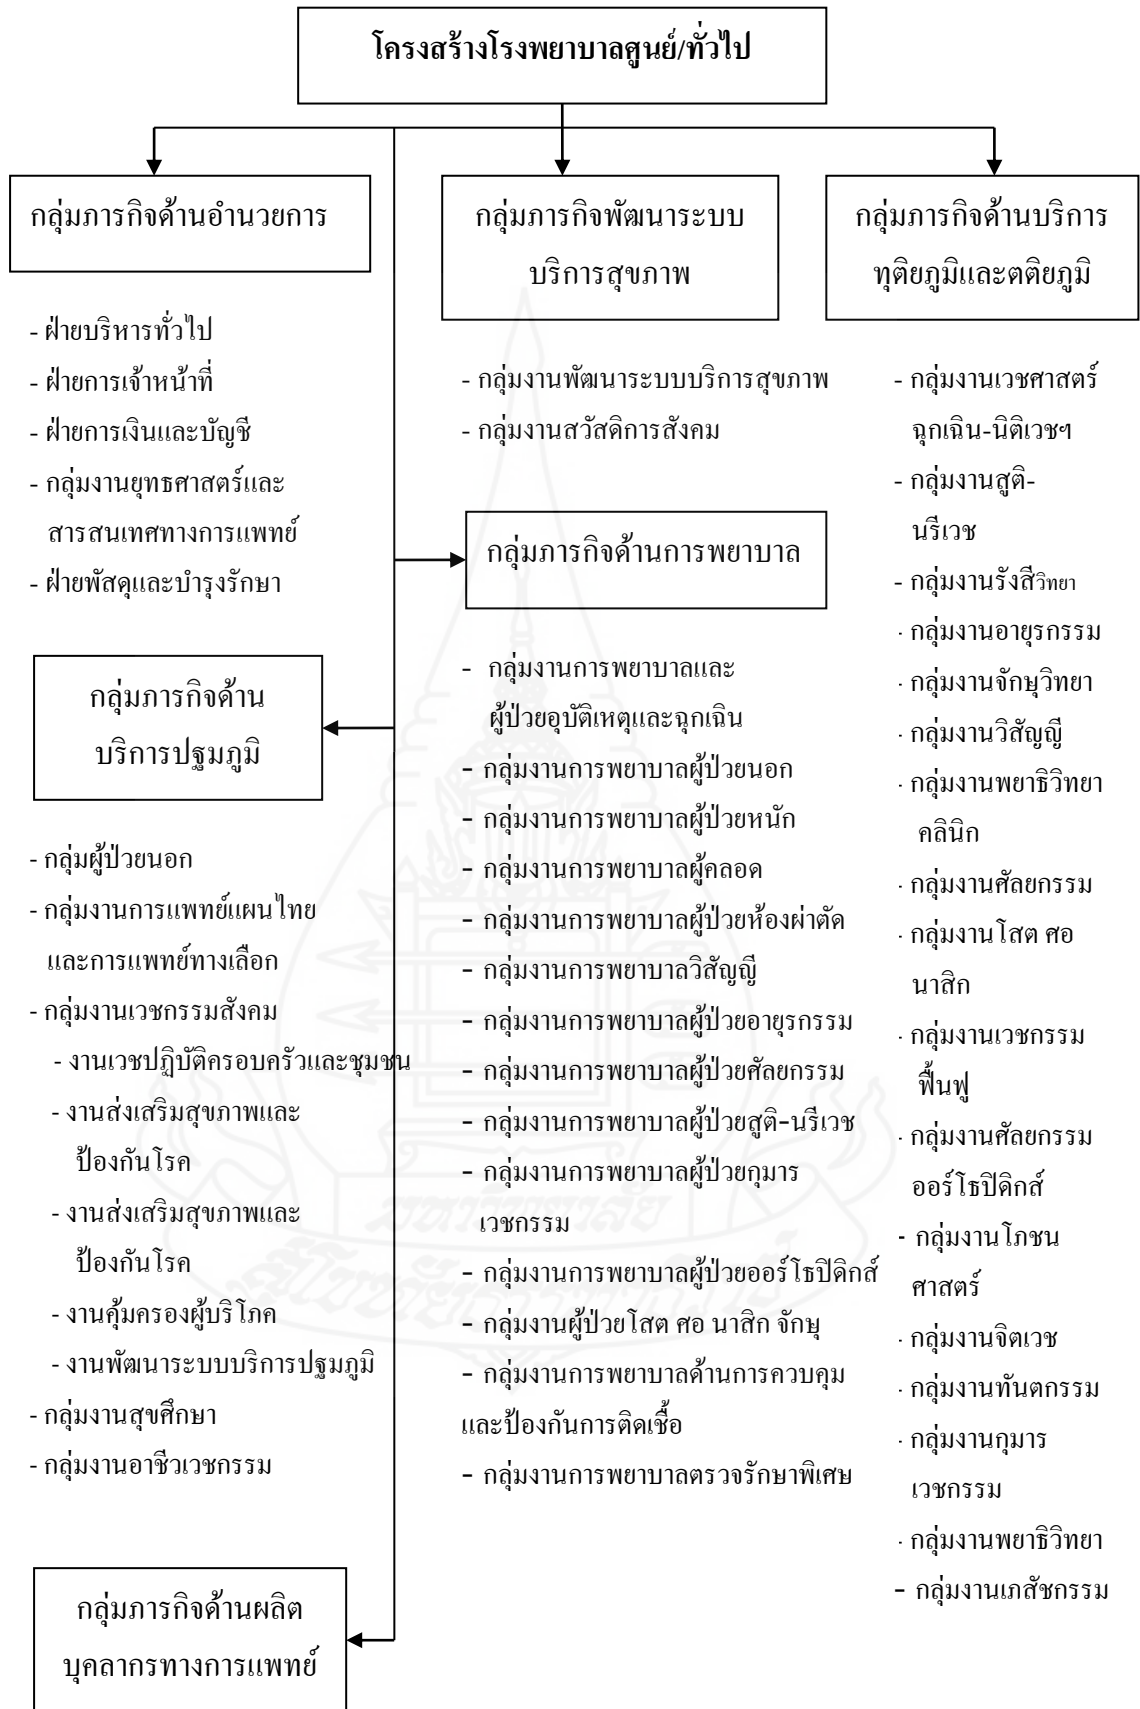 โครงสร้างโรงพยาบาลศูนย์/ทั่วไป
กลุ่มภารกิจด้านอำนวยการ
- ฝ่ายบริหารทั่วไป
- ฝ่ายการเจ้าหน้าที่
- ฝ่ายการเงินและบัญชี
- กลุ่มงานยุทธศาสตร์และ
สารสนเทศทางการแพทย์
- ฝ่ายพัสดุและบำรุงรักษา
กลุ่มภารกิจด้าน
บริการปฐมภูมิ
- กลุ่มผู้ป่วยนอก
- กลุ่มงานการแพทย์แผนไทย
และการแพทย์ทางเลือก
- กลุ่มงานเวชกรรมสังคม
- งานเวชปฏิบัติครอบครัวและชุมชน
- งานส่งเสริมสุขภาพและ
ป้องกันโรค
- งานส่งเสริมสุขภาพและ
ป้องกันโรค
- งานคุ้มครองผู้บริโภค
- งานพัฒนาระบบบริการปฐมภูมิ
- กลุ่มงานสุขศึกษา
- กลุ่มงานอาชีวเวชกรรม
กลุ่มภารกิจด้านผลิต
บุคลากรทางการแพทย์
กลุ่มภารกิจพัฒนาระบบ
บริการสุขภาพ
- กลุ่มงานพัฒนาระบบบริการสุขภาพ
- กลุ่มงานสวัสดิการสังคม
กลุ่มภารกิจด้านการพยาบาล
- กลุ่มงานการพยาบาลและ
ผู้ป่วยอุบัติเหตุและฉุกเฉิน
- กลุ่มงานการพยาบาลผู้ป่วยนอก
- กลุ่มงานการพยาบาลผู้ป่วยหนัก
- กลุ่มงานการพยาบาลผู้คลอด
- กลุ่มงานการพยาบาลผู้ป่วยห้องผ่าตัด
- กลุ่มงานการพยาบาลวิสัญญี
- กลุ่มงานการพยาบาลผู้ป่วยอายุรกรรม
- กลุ่มงานการพยาบาลผู้ป่วยศัลยกรรม
- กลุ่มงานการพยาบาลผู้ป่วยสูติ-นรีเวช
- กลุ่มงานการพยาบาลผู้ป่วยกุมาร
เวชกรรม
- กลุ่มงานการพยาบาลผู้ป่วยออร์โธปิดิกส์
- กลุ่มงานผู้ป่วยโสต ศอ นาสิก จักษุ
- กลุ่มงานการพยาบาลด้านการควบคุม
และป้องกันการติดเชื้อ
- กลุ่มงานการพยาบาลตรวจรักษาพิเศษ
กลุ่มภารกิจด้านบริการ
ทุติยภูมิและตติยภูมิ
- กลุ่มงานเวชศาสตร์
ฉุกเฉิน-นิติเวชฯ
- กลุ่มงานสูติ-
นรีเวช
- กลุ่มงานรังสีวิทยา
- กลุ่มงานอายุรกรรม
- กลุ่มงานจักษุวิทยา
- กลุ่มงานวิสัญญี
- กลุ่มงานพยาธิวิทยา
คลินิก
- กลุ่มงานศัลยกรรม
- กลุ่มงานโสต ศอ
นาสิก
- กลุ่มงานเวชกรรม
ฟื้นฟู
- กลุ่มงานศัลยกรรม
ออร์โธปิดิกส์
- กลุ่มงานโภชน
ศาสตร์
- กลุ่มงานจิตเวช
- กลุ่มงานทันตกรรม
- กลุ่มงานกุมาร
เวชกรรม
- กลุ่มงานพยาธิวิทยา
- กลุ่มงานเภสัชกรรม
มหาวิทยาลัย
สุโขทัยธรรมาธิราช